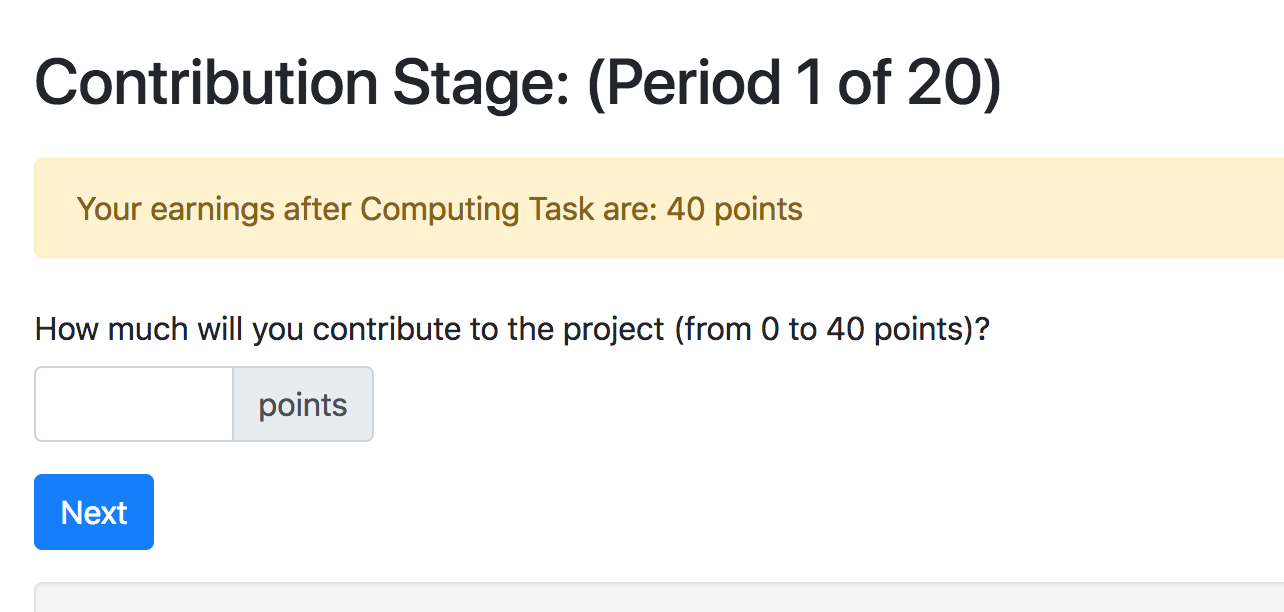 Contribution Stage: (Period 1 of 20)
Your earnings after Computing Task are: 40 points
How much will you contribute to the project (from 0 to 40 points)?
points
Next